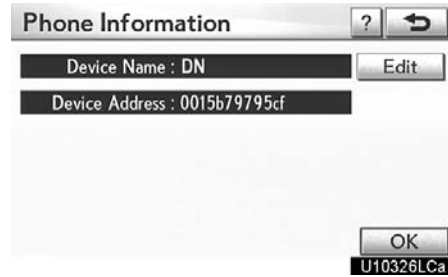 Phone Information ?
Device Name : DN Edit
Device Address : 0015b79795cf
OK
U10326LCa